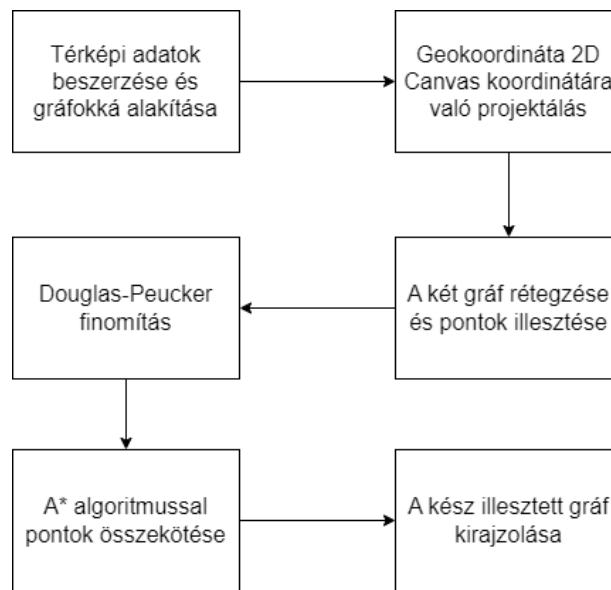 Térképi adatok
beszerzése és
gráfokká alakítása
Geokoordináta 2D
Canvas koordinátára
való projektálás
A két gráf rétegzése
és pontok illesztése
Douglas-Peucker
finomítás
A* algoritmussal
pontok összekötése
A kész illesztett gráf
kirajzolása